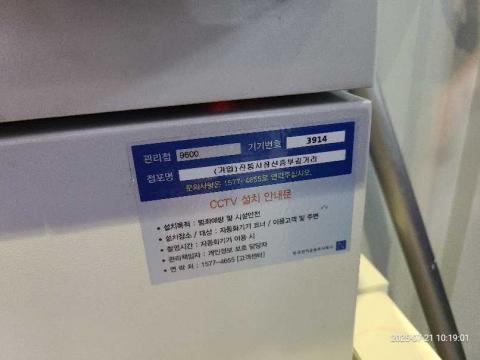 관리점 9600 기기번호 3914
점포명 (가입)전통시장신흥부길거리
문의사항은 1577-4655로 연락주십시오.
CCTV 설치 안내문
• 설치목적 : 범죄예방 및 시설안전
• 설치장소 / 대상 : 자동화기기 코너 / 이용고객 및 주변
• 촬영시간 : 자동화기기 이용 시
• 관리책임자 : 개인정보 보호 담당자
• 연 락 처 : 1577-4655 [고객센터]
2025-07-21 10:19:01